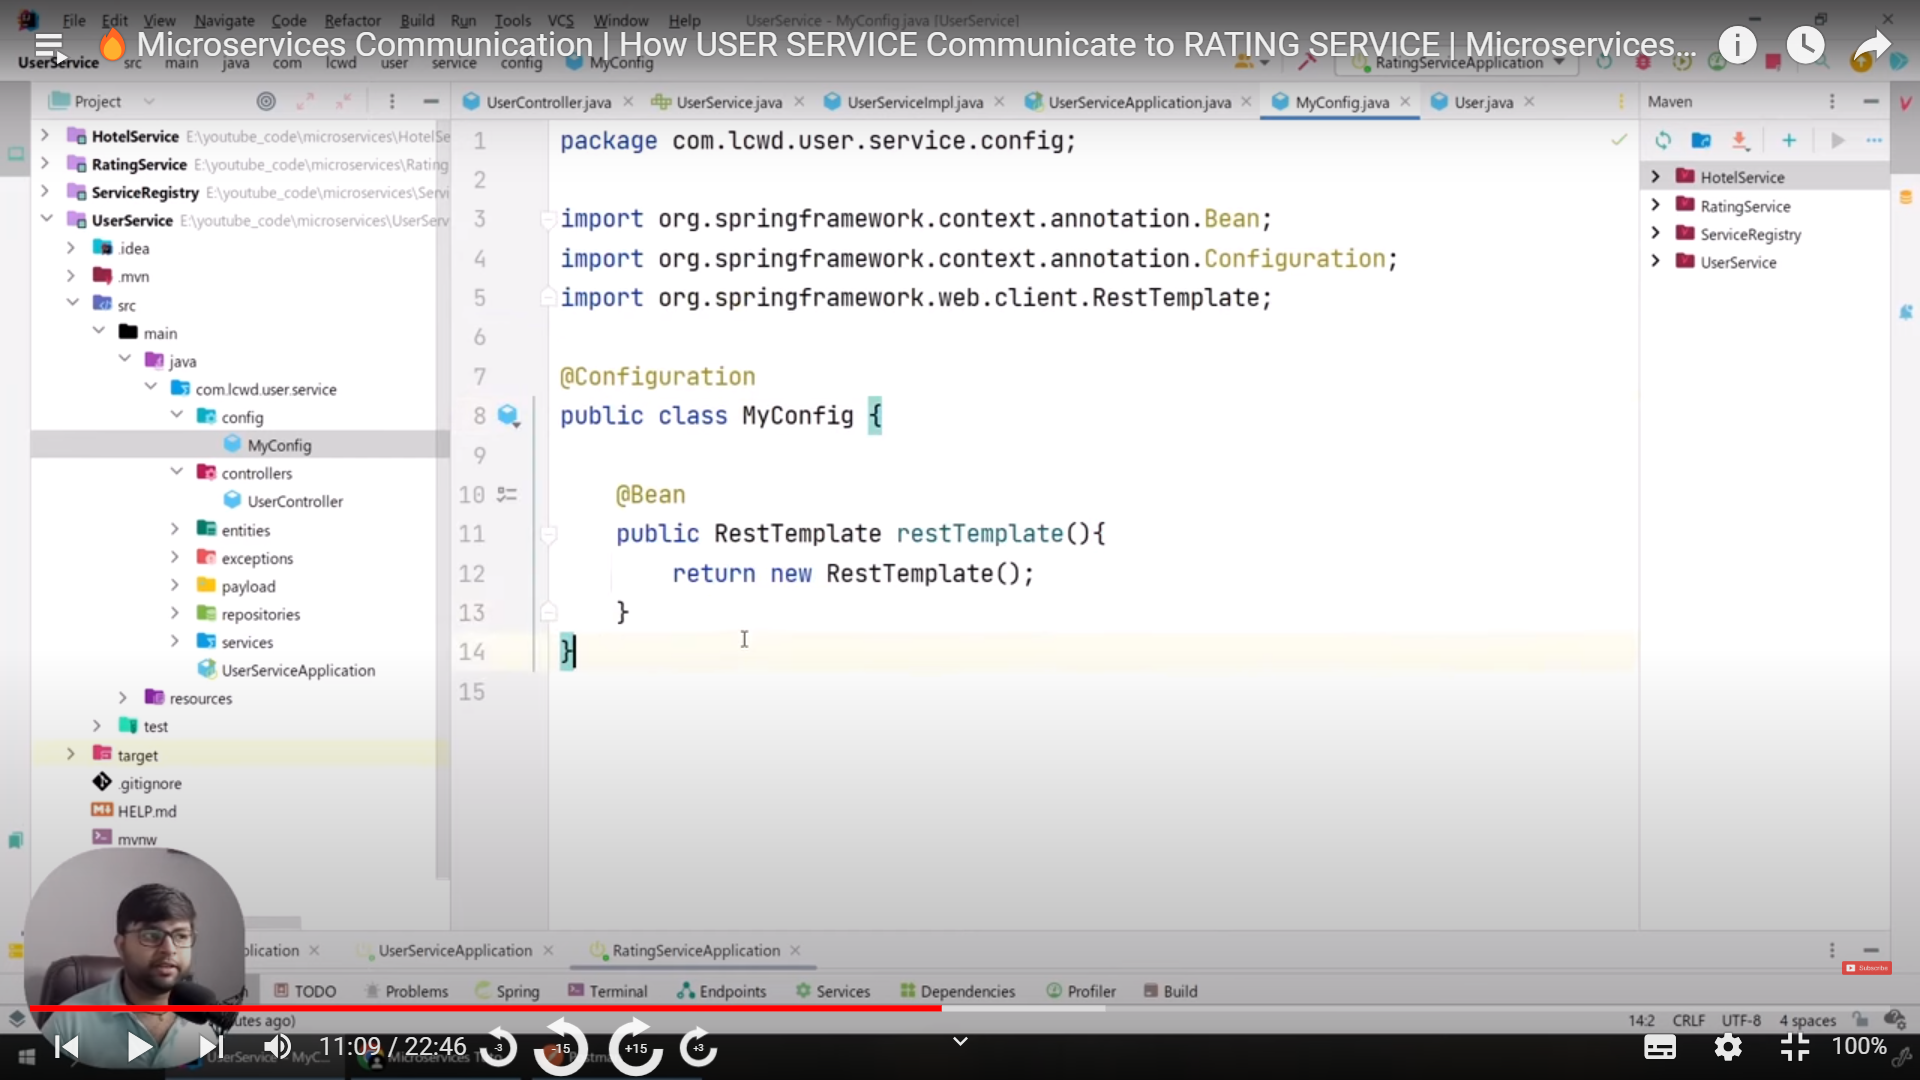 File Edit View Navigate Code Refactor Build Run Tools VCS Window Help UserService - MyConfig.java [UserService]
🔥 Microservices Communication | How USER SERVICE Communicate to RATING SERVICE | Microservices...
UserService src main java com lcwd user service config MyConfig RatingServiceApplication
Project
UserController.java UserService.java UserServiceImpl.java UserServiceApplication.java MyConfig.java User.java
Maven
HotelService E:\youtube_code\microservices\HotelSe
RatingService E:\youtube_code\microservices\Rating
ServiceRegistry E:\youtube_code\microservices\Servi
UserService E:\youtube_code\microservices\UserServ
.idea
.mvn
src
main
java
com.lcwd.user.service
config
MyConfig
controllers
UserController
entities
exceptions
payload
repositories
services
UserServiceApplication
resources
test
target
.gitignore
HELP.md
mvnw
1 package com.lcwd.user.service.config;
2
3 import org.springframework.context.annotation.Bean;
4 import org.springframework.context.annotation.Configuration;
5 import org.springframework.web.client.RestTemplate;
6
7 @Configuration
8 public class MyConfig {
9
10 @Bean
11 public RestTemplate restTemplate(){
12 return new RestTemplate();
13 }
14 }
15
HotelService
RatingService
ServiceRegistry
UserService
plication UserServiceApplication RatingServiceApplication
Subscribe
TODO Problems Spring Terminal Endpoints Services Dependencies Profiler Build
utes ago) 14:2 CRLF UTF-8 4 spaces
11:09 / 22:46 -3 -15 +15 +3 100%
UserService MyC... Microservices